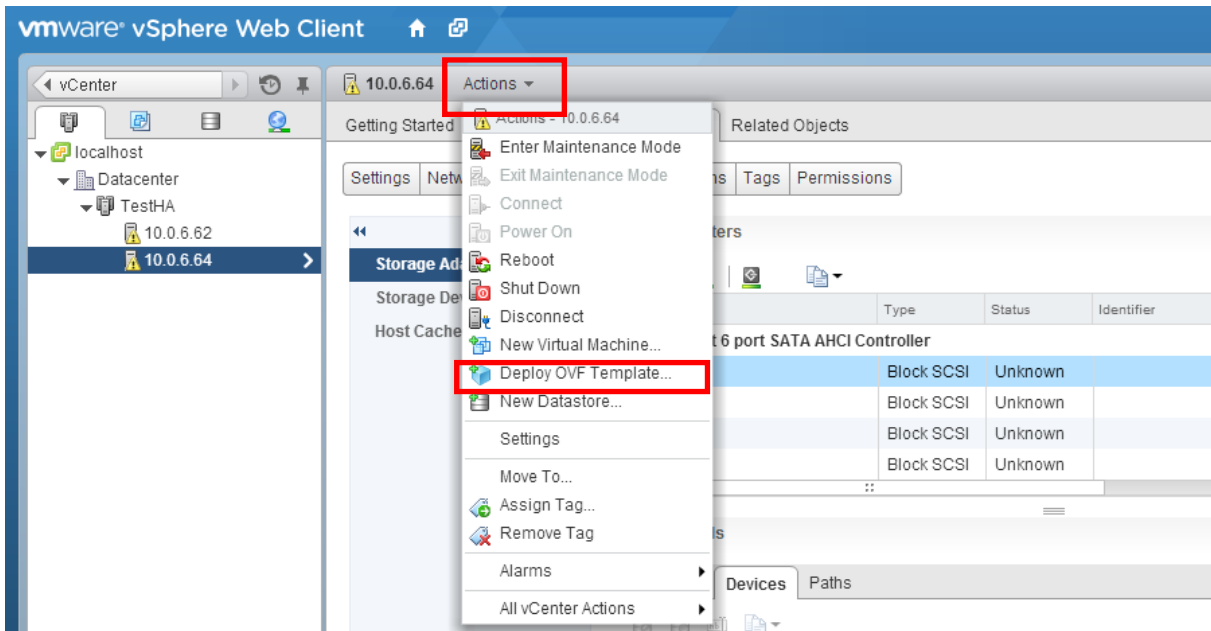 vmware® vSphere Web Client
vCenter
localhost
Datacenter
TestHA
10.0.6.62
10.0.6.64
10.0.6.64 Actions
Getting Started Related Objects
Settings Tags Permissions
Storage
Host Cache
Actions - 10.0.6.64
Enter Maintenance Mode
Exit Maintenance Mode
Connect
Power On
Reboot
Shut Down
Disconnect
New Virtual Machine...
Deploy OVF Template...
New Datastore...
Settings
Move To...
Assign Tag...
Remove Tag
Alarms
All vCenter Actions
Type Status Identifier
6 port SATA AHCI Controller
Block SCSI Unknown
Block SCSI Unknown
Block SCSI Unknown
Block SCSI Unknown
Devices Paths